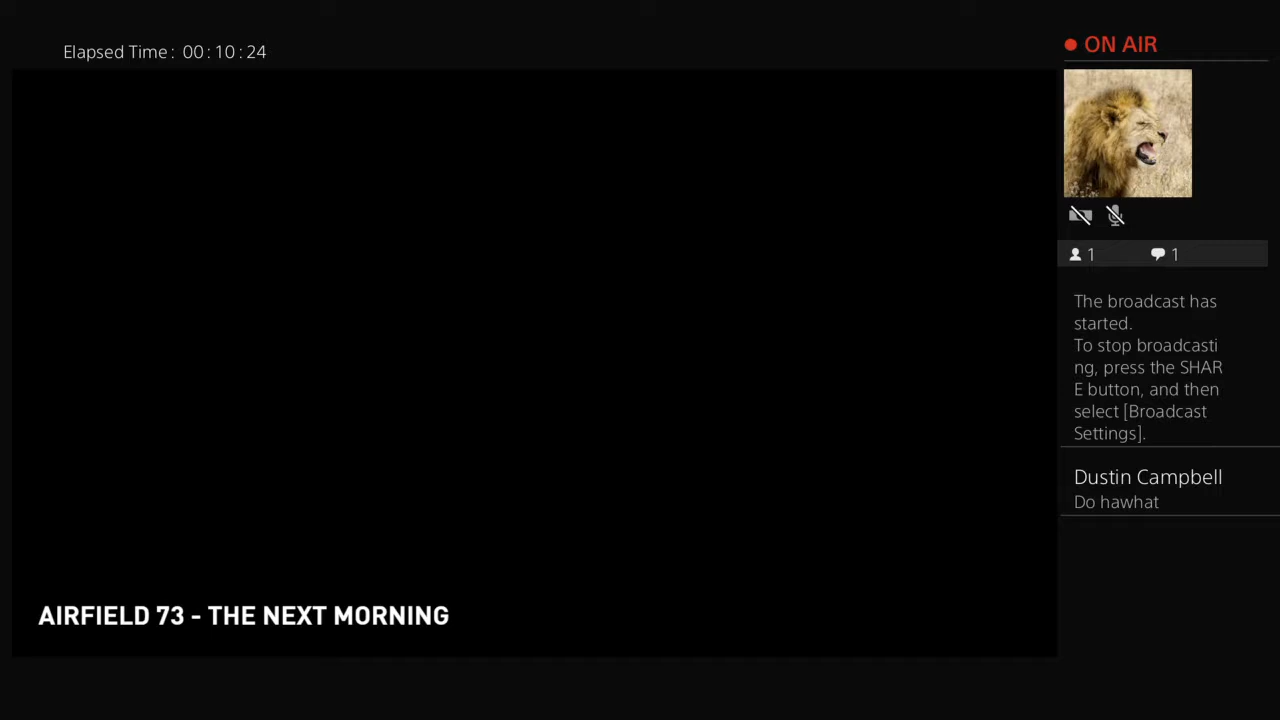 Elapsed Time: 00:10:24
ON AIR
1
1
The broadcast has
started.
To stop broadcasti
ng, press the SHAR
E button, and then
select [Broadcast
Settings].
Dustin Campbell
Do hawhat
AIRFIELD 73 - THE NEXT MORNING